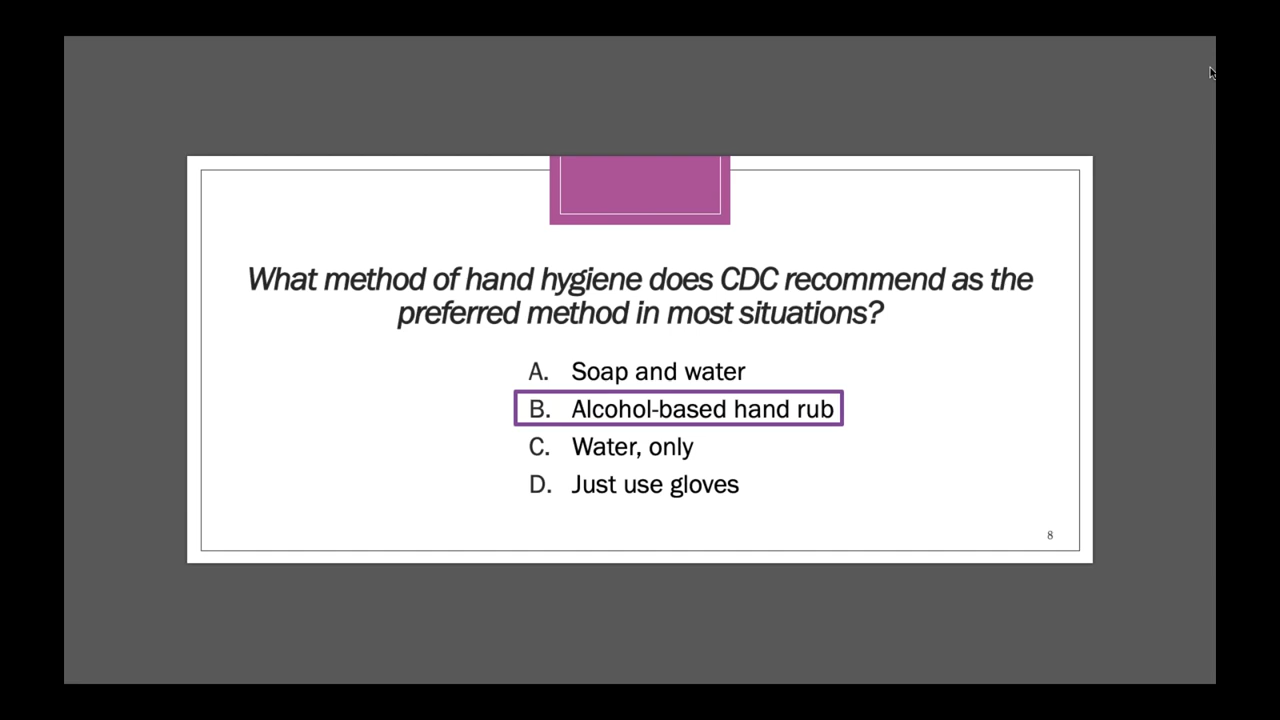 What method of hand hygiene does CDC recommend as the
preferred method in most situations?
A. Soap and water
B. Alcohol-based hand rub
C. Water, only
D. Just use gloves
8